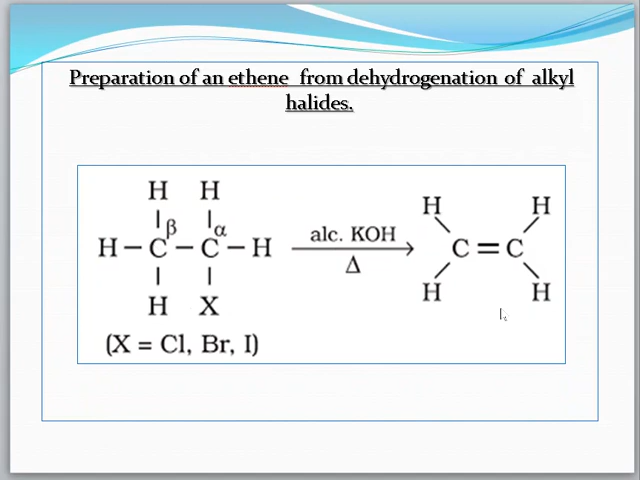 Preparation of an ethene from dehydrogenation of alkyl
halides.
H H
β α
H – C – C – H alc. KOH Δ C = C
H H
H X
H H
(X = Cl, Br, I)